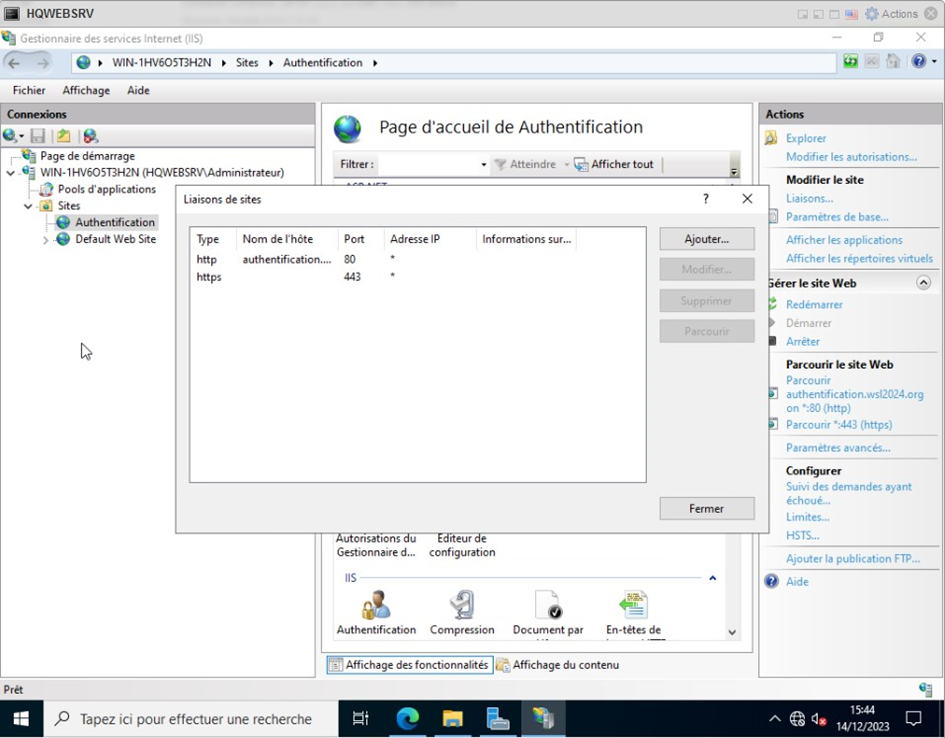 HQWEBSRV
Actions
Gestionnaire des services Internet (IIS)
WIN-1HV6O5T3H2N Sites Authentification
Fichier Affichage Aide
Connexions
Page de démarrage
WIN-1HV6O5T3H2N (HQWEBSRV\Administrateur)
Pools d'applications
Sites
Authentification
Default Web Site
Page d'accueil de Authentification
Filtrer : Atteindre Afficher tout
ASP.NET
Liaisons de sites
?
Type Nom de l'hôte Port Adresse IP Informations sur...
http authentification.... 80 *
https 443 *
Ajouter...
Modifier...
Supprimer
Parcourir
Fermer
Autorisations du
Gestionnaire d...
Editeur de
configuration
IIS
Authentification
Compression
Document par
En-têtes de
Affichage des fonctionnalités
Affichage du contenu
Actions
Explorer
Modifier les autorisations...
Modifier le site
Liaisons...
Paramètres de base...
Afficher les applications
Afficher les répertoires virtuels
Gérer le site Web
Redémarrer
Démarrer
Arrêter
Parcourir le site Web
Parcourir
authentification.wsl2024.org
on *:80 (http)
Parcourir *:443 (https)
Paramètres avancés...
Configurer
Suivi des demandes ayant
échoué...
Limites...
HSTS...
Ajouter la publication FTP...
Aide
Prêt
Tapez ici pour effectuer une recherche
15:44
14/12/2023